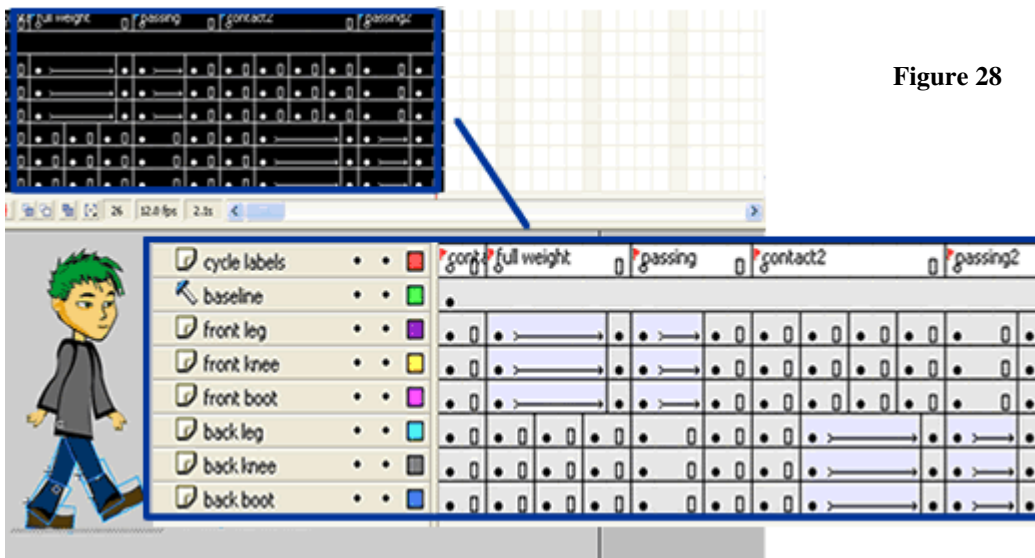 full weight passing contact2 passing2
Figure 28
26 12.0 fps 2.1s
cycle labels full weight passing contact2 passing2
baseline
front leg
front knee
front boot
back leg
back knee
back boot